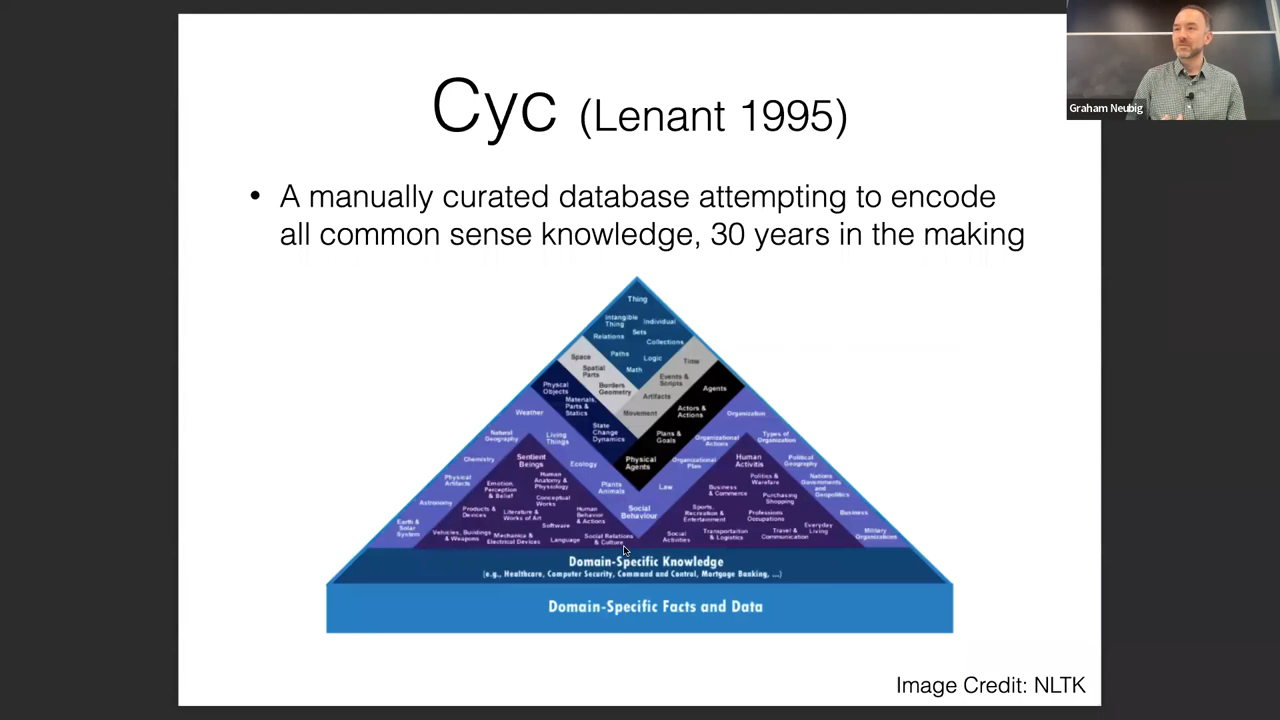 Cyc (Lenant 1995)
Graham Neubig
• A manually curated database attempting to encode
all common sense knowledge, 30 years in the making
Thing
Intangible
Thing
Individual
Sets
Relations
Collections
Space
Paths
Logic
Time
Spatial
Parts
Math
Events &
Scripts
Physical
Objects
Borders
Geometry
Artifacts
Agents
Materials,
Parts &
Statics
Movement
Actors &
Actions
Weather
Organization
State
Change
Dynamics
Plans &
Goals
Natural
Geography
Living
Things
Organizational
Actions
Types of
Organization
Chemistry
Sentient
Beings
Ecology
Physical
Agents
Organizational
Plan
Human
Activitis
Political
Geography
Physical
Artifacts
Emotion,
Perception
& Belief
Human
Anatomy &
Physiology
Plants
Animals
Law
Business
& Commerce
Politics &
Warefare
Nations
Governments
and
Geopolitics
Astronomy
Conceptual
Works
Purchasing
Shopping
Products &
Devices
Literature &
Works of Art
Human
Behavior
& Actions
Social
Behaviour
Sports,
Recreation &
Entertainment
Professions
Occupations
Business
Earth &
Solar
System
Software
Everyday
Living
Vehicles, Buildings
& Weapons
Mechanical &
Electrical Devices
Language
Social Relations
& Culture
Social
Activities
Transportation
& Logistics
Travel &
Communication
Military
Organizations
Domain-Specific Knowledge
(e.g., Healthcare, Computer Security, Command and Control, Mortgage Banking, ...)
Domain-Specific Facts and Data
Image Credit: NLTK